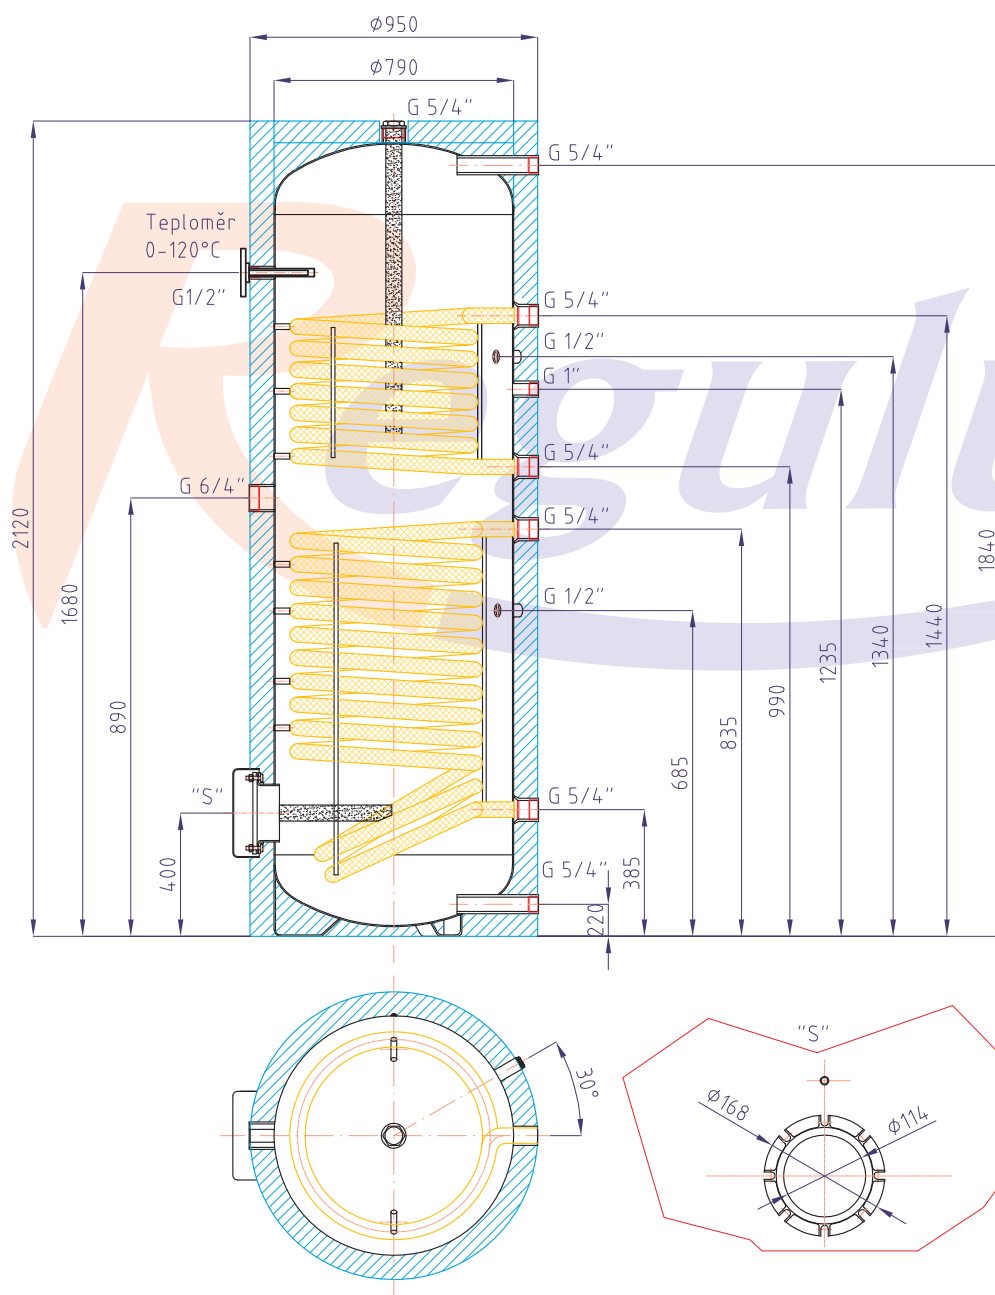 Ø950
Ø790
G 5/4"
G 5/4"
Teploměr
0-120°C
G1/2"
G 5/4"
G 1/2"
G 1"
G 5/4"
G 6/4"
G 5/4"
G 1/2"
2120
1680
890
1840
1440
1340
1235
990
835
685
"S"
G 5/4"
400
G 5/4"
385
220
Regulu
30°
"S"
Ø168
Ø114